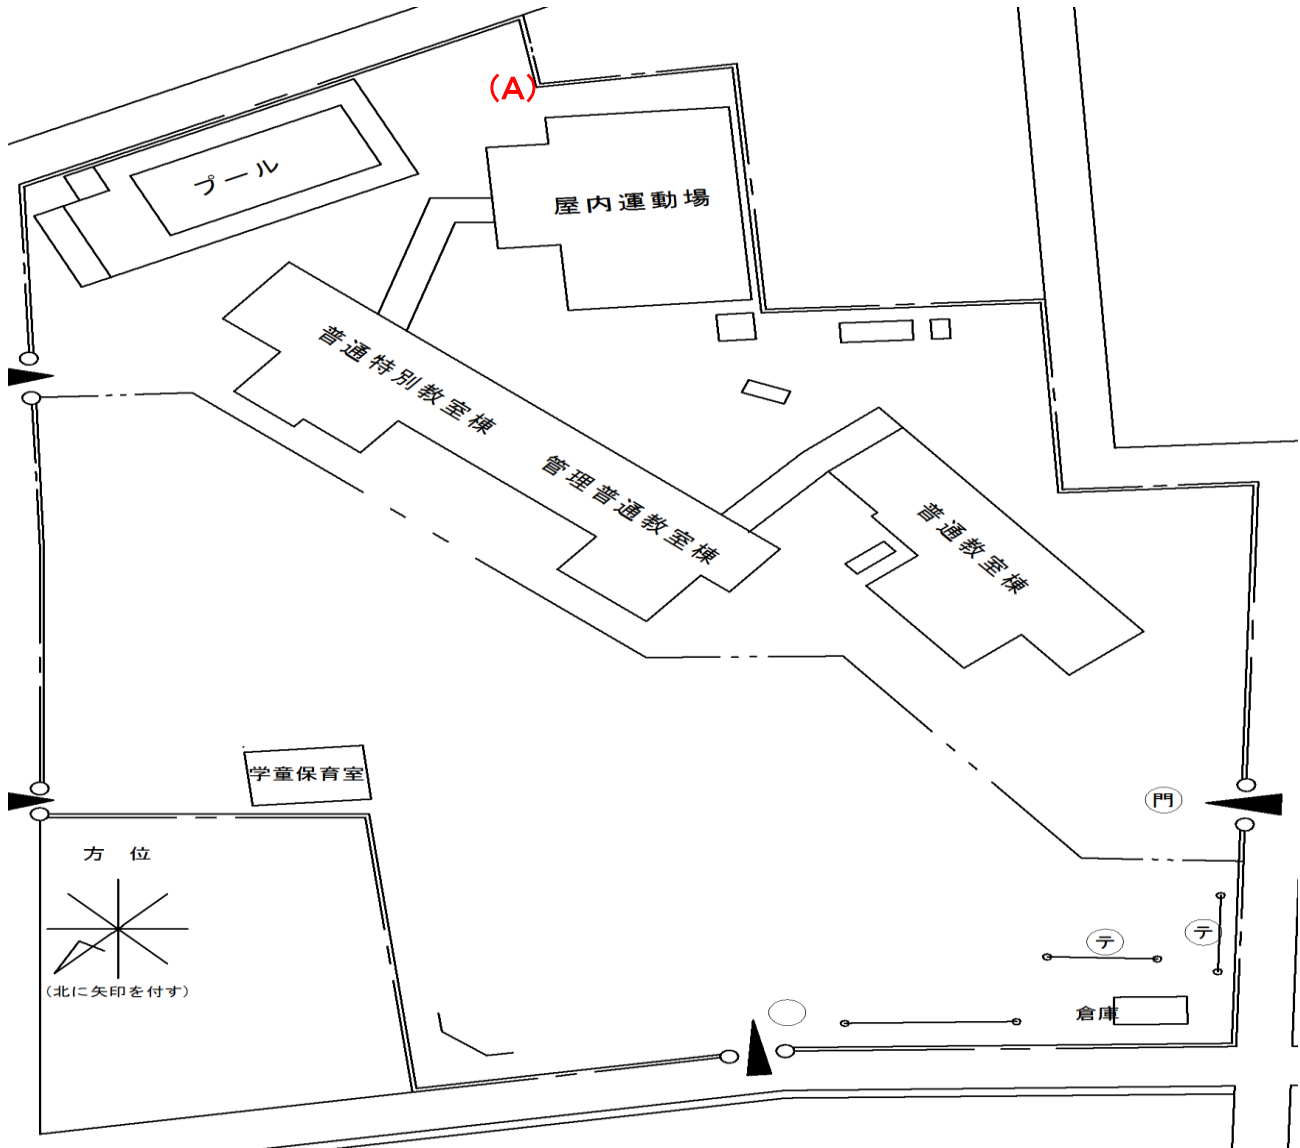 (A)
プール
屋内運動場
普通特別教室棟
管理普通教室棟
普通教室棟
学童保育室
門
方 位
テ
テ
(北に矢印を付す)
倉庫